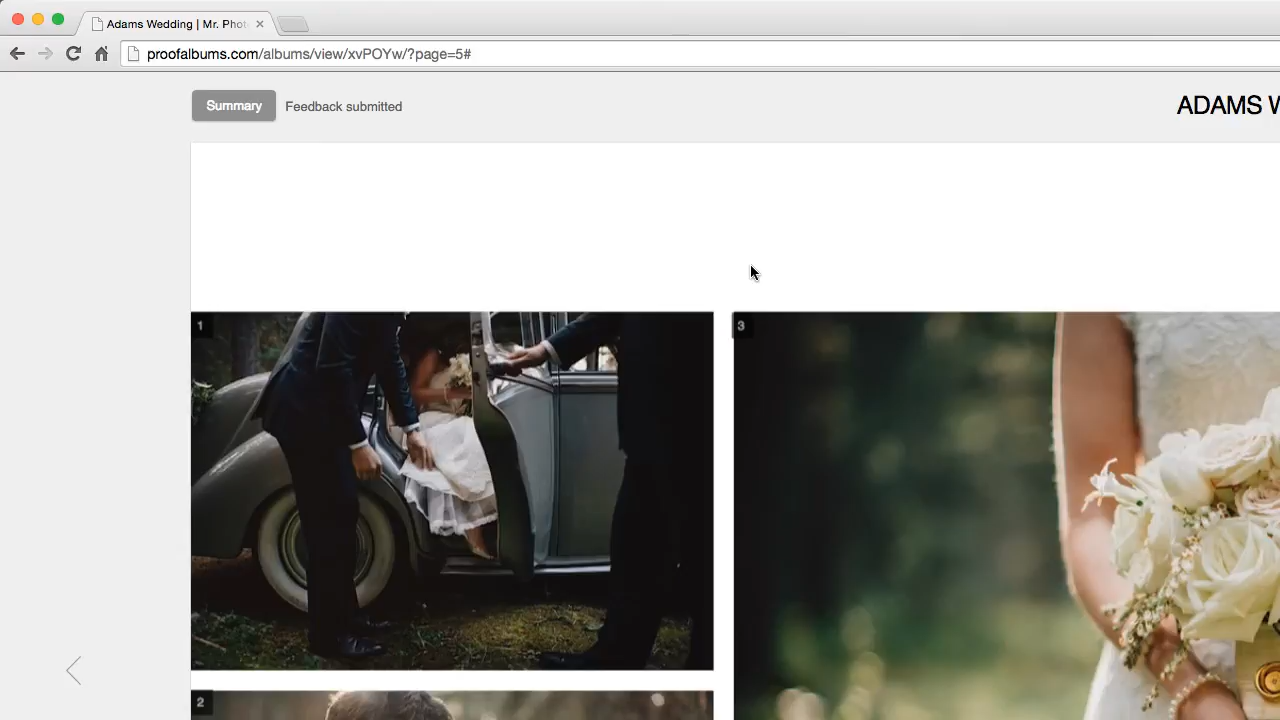 Adams Wedding | Mr. Phot
proofalbums.com/albums/view/xvPOYw/?page=5#
Summary
Feedback submitted
ADAMS W
1
3
2